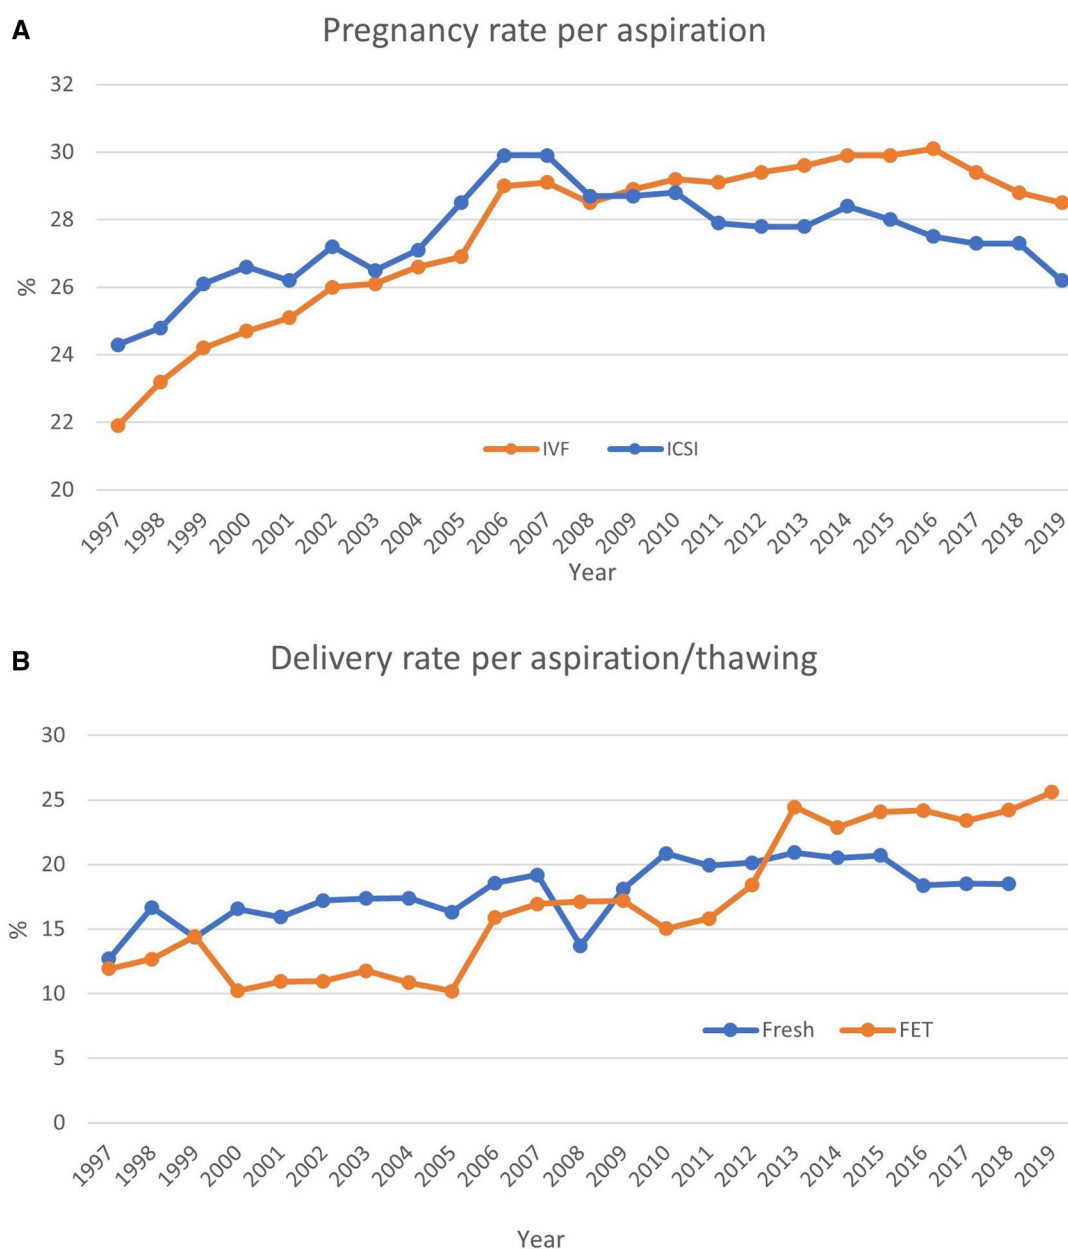 A
Pregnancy rate per aspiration
32
30
28
26
24
22
20
%
IVF ICSI
1997 1998 1999 2000 2001 2002 2003 2004 2005 2006 2007 2008 2009 2010 2011 2012 2013 2014 2015 2016 2017 2018 2019
Year
B
Delivery rate per aspiration/thawing
30
25
20
15
10
5
0
%
Fresh FET
1997 1998 1999 2000 2001 2002 2003 2004 2005 2006 2007 2008 2009 2010 2011 2012 2013 2014 2015 2016 2017 2018 2019
Year